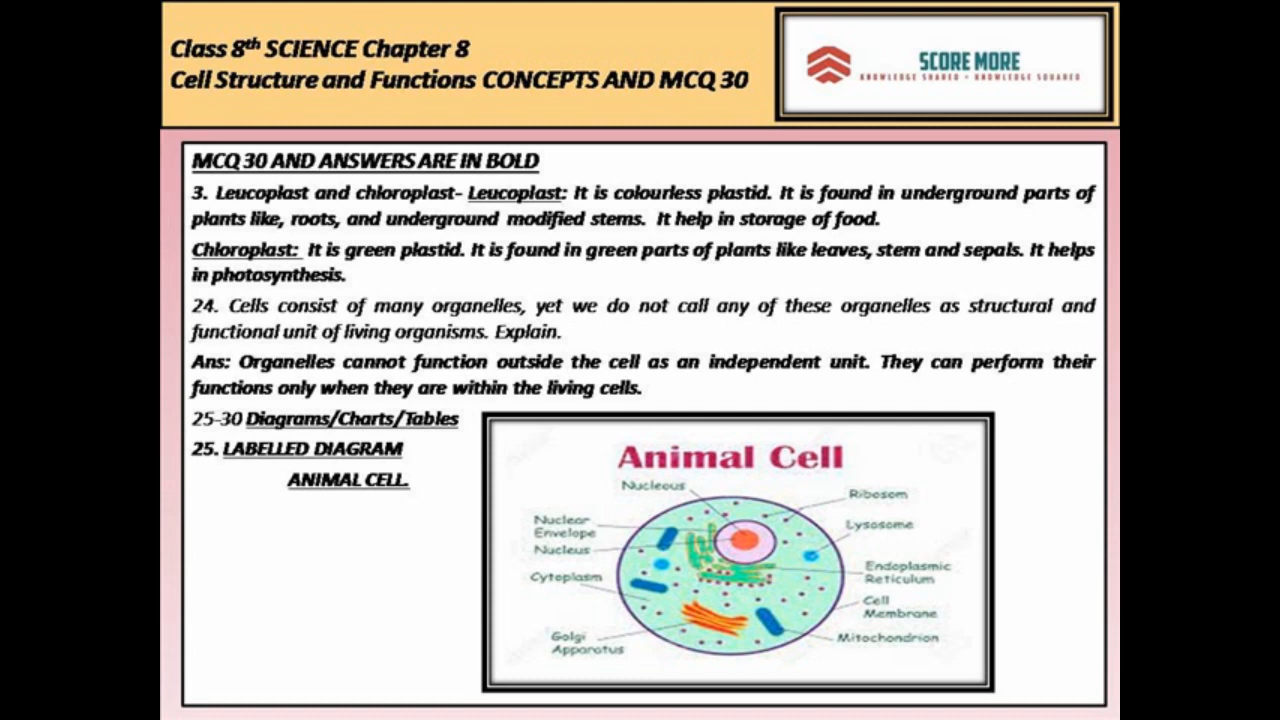 Class 8th SCIENCE Chapter 8
Cell Structure and Functions CONCEPTS AND MCQ 30
SCORE MORE
KNOWLEDGE SHARED = KNOWLEDGE SQUARED
MCQ 30 AND ANSWERS ARE IN BOLD
3. Leucoplast and chloroplast- Leucoplast: It is colourless plastid. It is found in underground parts of
plants like, roots, and underground modified stems. It help in storage of food.
Chloroplast: It is green plastid. It is found in green parts of plants like leaves, stem and sepals. It helps
in photosynthesis.
24. Cells consist of many organelles, yet we do not call any of these organelles as structural and
functional unit of living organisms. Explain.
Ans: Organelles cannot function outside the cell as an independent unit. They can perform their
functions only when they are within the living cells.
25-30 Diagrams/Charts/Tables
25. LABELLED DIAGRAM
ANIMAL CELL.
Animal Cell
Nucleous
Ribosom
Nuclear
Envelope
Lysosome
Nucleus
Endoplasmic
Reticulum
Cytoplasm
Cell
Membrane
Golgi
Apparatus
Mitochondrion